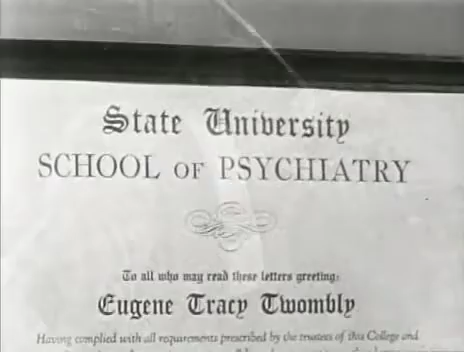 State University
SCHOOL OF PSYCHIATRY
To all who may read these letters greeting:
Eugene Tracy Twombly
Having complied with all requirements prescribed by the trustees of this College and